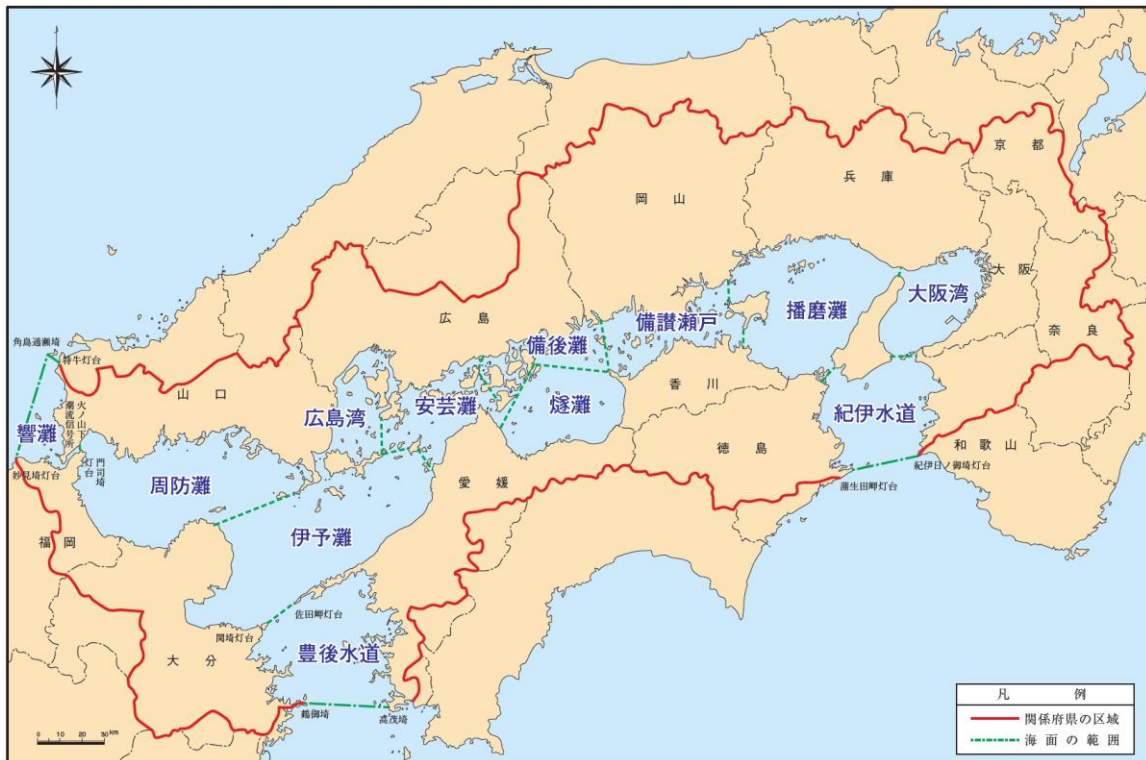 京都
兵庫
岡山
大阪
大阪湾
播磨灘
備讃瀬戸
広島
備後灘
奈良
角島通瀬埼
特牛灯台
香川
燧灘
安芸灘
広島湾
山口
火ノ山下
潮流信号所
響灘
紀伊水道
和歌山
徳島
紀伊日ノ御埼灯台
門司埼
灯台
妙見埼灯台
周防灘
愛媛
蒲生田岬灯台
伊予灘
福岡
佐田岬灯台
関埼灯台
豊後水道
大分
鶴御埼
高茂埼
凡例
関係府県の区域
海面の範囲
0 10 20 30km